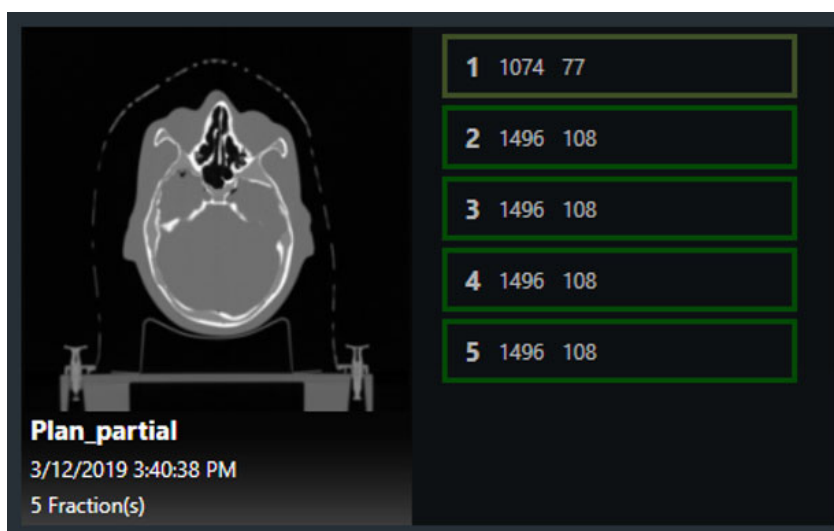 Plan_partial
3/12/2019 3:40:38 PM
5 Fraction(s)
1 1074 77
2 1496 108
3 1496 108
4 1496 108
5 1496 108